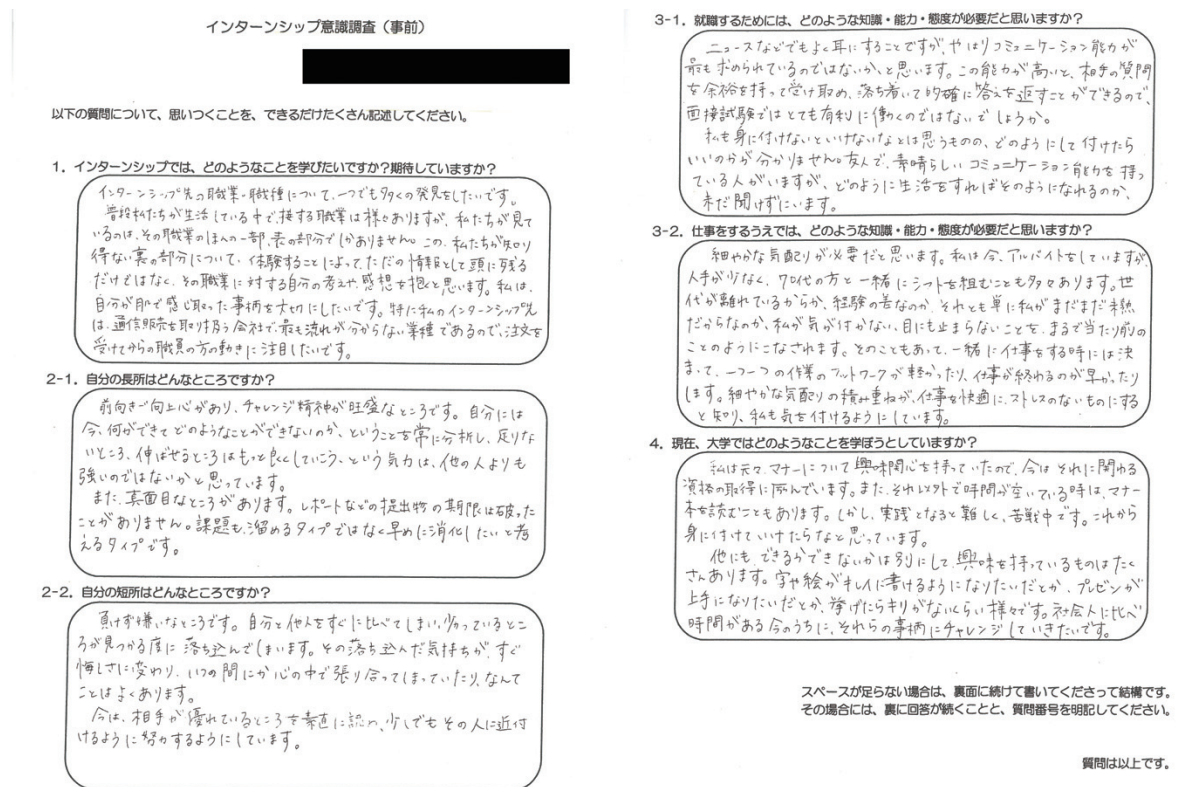 インターンシップ意識調査（事前）
以下の質問について、思いつくことを、できるだけたくさん記述してください。
1．インターンシップでは、どのようなことを学びたいですか？期待していますか？
インターンシップ先の職業・職種について、一つでも多くの発見をしたいです。
普段私たちが生活している中で、接する職業は様々ありますが、私たちが見て
いるのは、その職業のほんの一部、表の部分でしかありません。この、私たちが知り
得ない裏の部分について、体験することによって、ただの情報として頭に残る
だけではなく、その職業に対する自分の考えや、感想を抱くと思います。私は、
自分が肌で感じ取った事柄を大切にしたいです。特に私のインターンシップ先
は、通信販売を取り扱う会社で、最も流れが分からない業種であるので、注文を
受けてからの職員の方の動きに注目したいです。
2-1．自分の長所はどんなところですか？
前向きで向上心があり、チャレンジ精神が旺盛なところです。自分には
今、何ができてどのようなことができないのか、ということを常に分析し、足りな
いところ、伸ばせるところはもっと良くしていこう、という気力は、他の人よりも
強いのではないかと思っています。
また、真面目なところがあります。レポートなどの提出物の期限は破った
ことがありません。課題も、溜めるタイプではなく早めに消化したいと考
えるタイプです。
2-2．自分の短所はどんなところですか？
負けず嫌いなところです。自分と他人をすぐに比べてしまい、劣っているとこ
ろが見つかる度に落ち込んでしまいます。その落ち込んだ気持ちが、すぐ
悔しさに変わり、いつの間にか心の中で張り合ってしまっていたり、なんて
ことはよくあります。
今は、相手が優れているところを素直に認め、少しでもその人に近付
けるように努力するようにしています。
3-1．就職するためには、どのような知識・能力・態度が必要だと思いますか？
ニュースなどでもよく耳にすることですが、やはりコミュニケーション能力が
最も求められているのではないか、と思います。この能力が高いと、相手の質問
を余裕を持って受け取め、落ち着いて的確に答えを返すことができるので、
面接試験ではとても有利に働くのではないでしょうか。
私も身に付けないといけないなとは思うものの、どのようにして付けたら
いいのかが分かりません。友人で、素晴らしいコミュニケーション能力を持っ
ている人がいますが、どのように生活をすればそのようになれるのか、
未だ聞けずにいます。
3-2．仕事をするうえでは、どのような知識・能力・態度が必要だと思いますか？
細やかな気配りが必要だと思います。私は今、アルバイトをしていますが、
人手が少なく、70代の方と一緒にシフトを組むことも多々あります。世
代が離れているからか、経験の差なのか、それとも単に私がまだまだ未熟
だからなのか、私が気が付かない、目にも止まらないことを、まるで当たり前の
ことのようにこなされます。そのこともあって、一緒に仕事をする時には決
まって、一つ一つの作業のフットワークが軽かったり、仕事が終わるのが早かったり
します。細やかな気配りの積み重ねが、仕事を快適に、ストレスのないものにする
と知り、私も気を付けるようにしています。
4．現在、大学ではどのようなことを学ぼうとしていますか？
私は元々、マナーについて興味関心を持っていたので、今はそれに関わる
資格の取得に励んでいます。また、それ以外で時間が空いている時は、マナー
本を読むこともあります。しかし、実践となると難しく、苦戦中です。これから
身に付けていけたらなと思っています。
他にも、できるかできないかは別にして、興味を持っているものはたく
さんあります。字や絵がキレイに書けるようになりたいだとか、プレゼンが
上手になりたいだとか、挙げたらキリがないくらい様々です。社会人に比べ
時間がある今のうちに、それらの事柄にチャレンジしていきたいです。
スペースが足らない場合は、裏面に続けて書いてくださって結構です。
その場合には、裏に回答が続くことと、質問番号を明記してください。
質問は以上です。